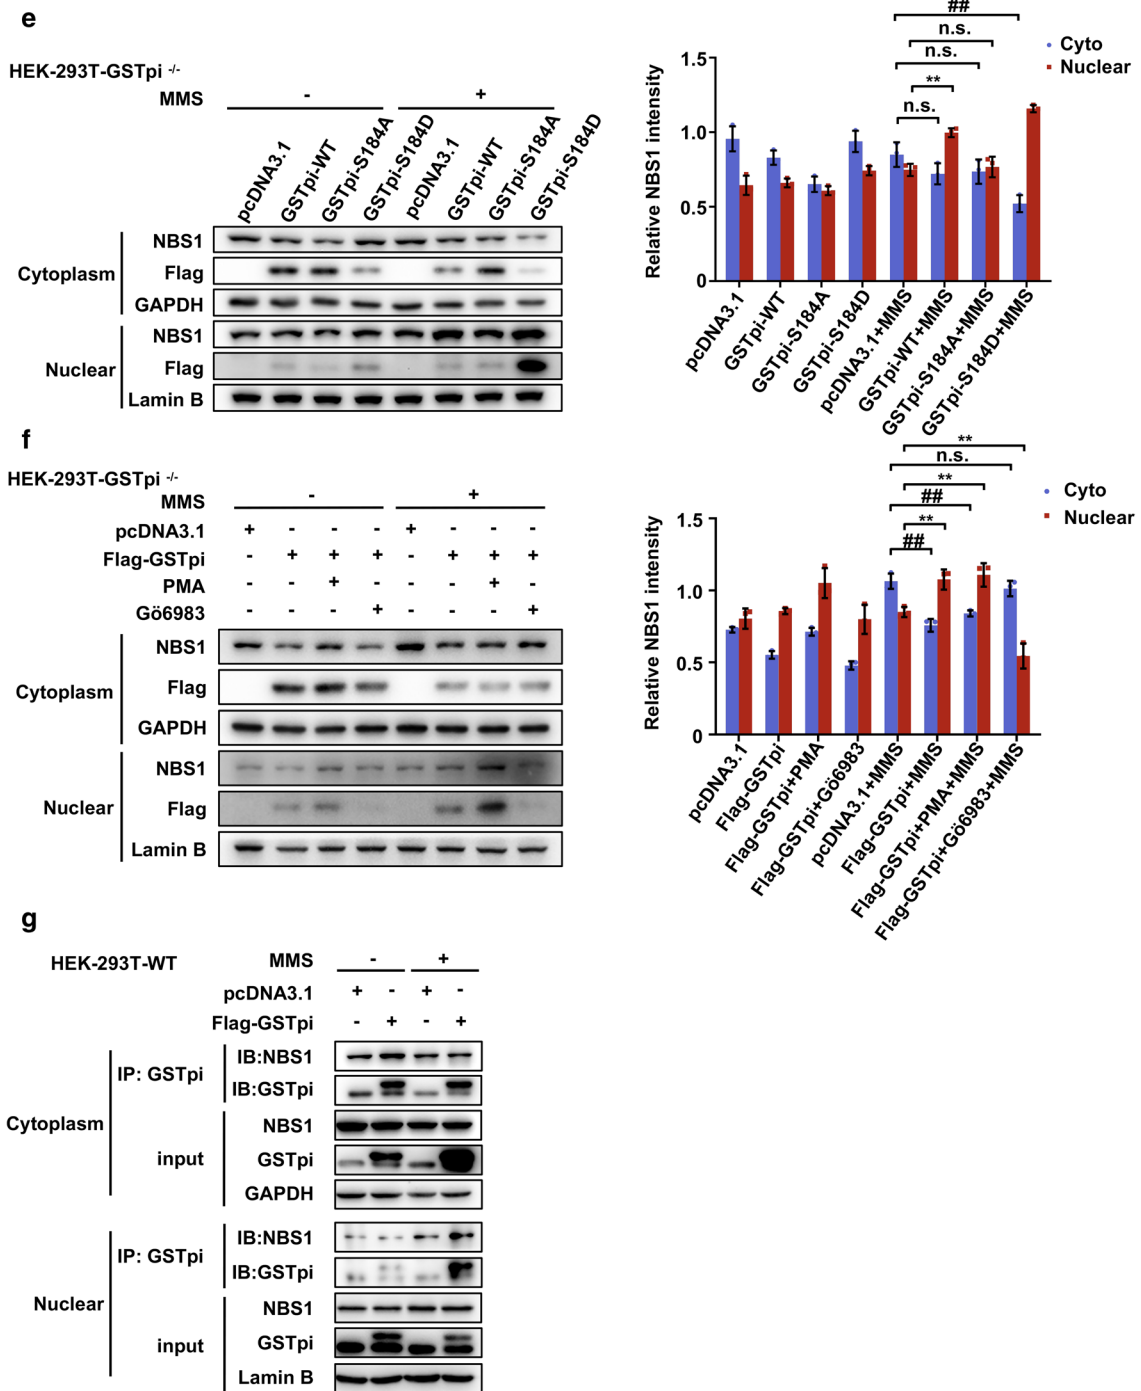 e
HEK-293T-GSTpi -/-
MMS - +
pcDNA3.1 GSTpi-WT GSTpi-S184A GSTpi-S184D pcDNA3.1 GSTpi-WT GSTpi-S184A GSTpi-S184D
Cytoplasm
NBS1
Flag
GAPDH
Nuclear
NBS1
Flag
Lamin B
Relative NBS1 intensity
1.5
1.0
0.5
0
##
n.s.
n.s.
**
n.s.
Cyto
Nuclear
pcDNA3.1
GSTpi-WT
GSTpi-S184A
GSTpi-S184D
pcDNA3.1+MMS
GSTpi-WT+MMS
GSTpi-S184A+MMS
GSTpi-S184D+MMS
f
HEK-293T-GSTpi -/-
MMS - +
pcDNA3.1 + - - - + - - -
Flag-GSTpi - + + + - + + +
PMA - - + - - - + -
Gö6983 - - - + - - - +
Cytoplasm
NBS1
Flag
GAPDH
Nuclear
NBS1
Flag
Lamin B
Relative NBS1 intensity
1.5
1.0
0.5
0
**
n.s.
**
##
**
##
Cyto
Nuclear
pcDNA3.1
Flag-GSTpi
Flag-GSTpi+PMA
Flag-GSTpi+Gö6983
pcDNA3.1+MMS
Flag-GSTpi+MMS
Flag-GSTpi+PMA+MMS
Flag-GSTpi+Gö6983+MMS
g
HEK-293T-WT
MMS - +
pcDNA3.1 + - + -
Flag-GSTpi - + - +
Cytoplasm
IP: GSTpi
IB:NBS1
IB:GSTpi
input
NBS1
GSTpi
GAPDH
Nuclear
IP: GSTpi
IB:NBS1
IB:GSTpi
input
NBS1
GSTpi
Lamin B